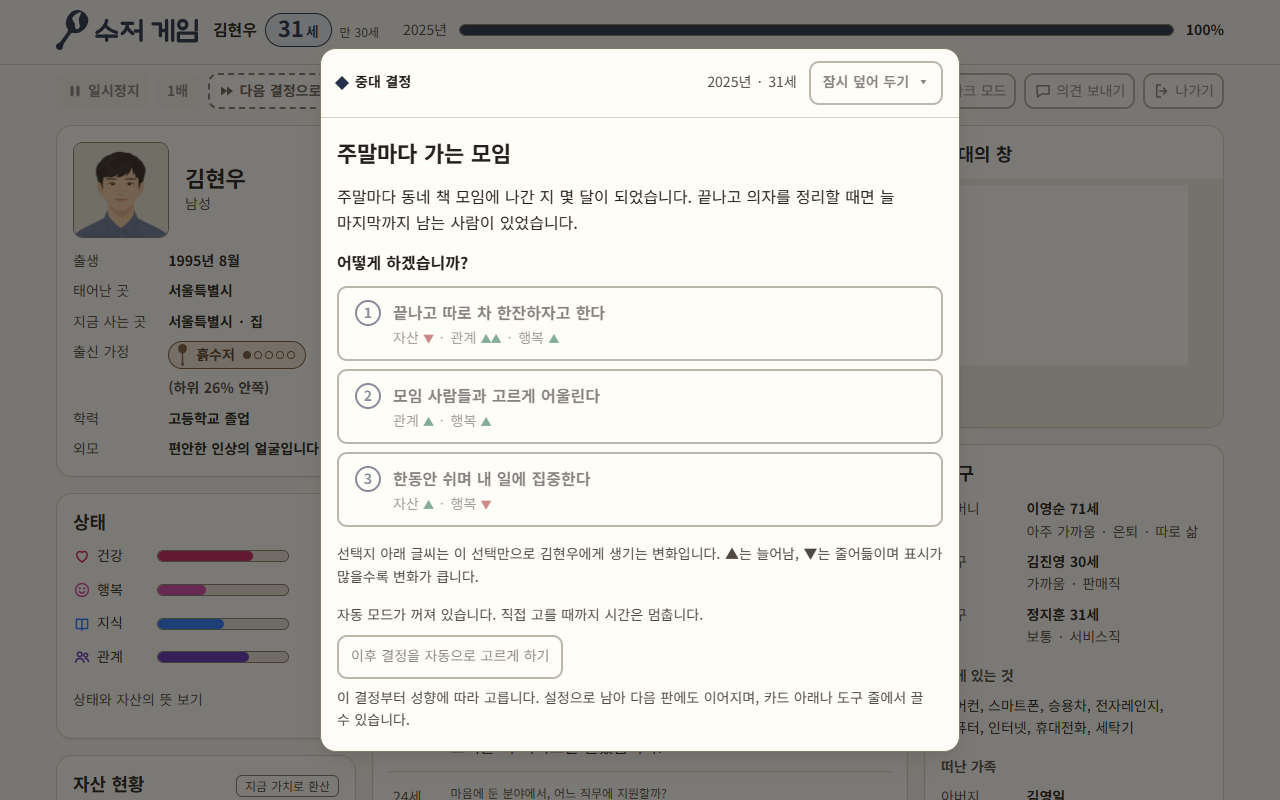 수저 게임 김현우 31세 만 30세 2025년 100%
일시정지 1배 다음 결정으로 크 모드 의견 보내기 나가기
중대 결정 2025년 · 31세 잠시 덮어 두기
주말마다 가는 모임
주말마다 동네 책 모임에 나간 지 몇 달이 되었습니다. 끝나고 의자를 정리할 때면 늘
마지막까지 남는 사람이 있었습니다.
어떻게 하겠습니까?
1 끝나고 따로 차 한잔하자고 한다
자산 ▼ · 관계 ▲▲ · 행복 ▲
2 모임 사람들과 고르게 어울린다
관계 ▲ · 행복 ▲
3 한동안 쉬며 내 일에 집중한다
자산 ▲ · 행복 ▼
선택지 아래 글씨는 이 선택만으로 김현우에게 생기는 변화입니다. ▲는 늘어남, ▼는 줄어듦이며 표시가
많을수록 변화가 큽니다.
자동 모드가 꺼져 있습니다. 직접 고를 때까지 시간은 멈춥니다.
이후 결정을 자동으로 고르게 하기
이 결정부터 성향에 따라 고릅니다. 설정으로 남아 다음 판에도 이어지며, 카드 아래나 도구 줄에서 끌
수 있습니다.
김현우
남성
출생 1995년 8월
태어난 곳 서울특별시
지금 사는 곳 서울특별시 · 집
출신 가정 흙수저
(하위 26% 안쪽)
학력 고등학교 졸업
외모 편안한 인상의 얼굴입니다
상태
건강
행복
지식
관계
상태와 자산의 뜻 보기
자산 현황 지금 가치로 환산
24세 마음에 둔 분야에서, 어느 직무에 지원할까?
대의 창
구
머니 이영순 71세
아주 가까움 · 은퇴 · 따로 삶
구 김진영 30세
가까움 · 판매직
구 정지훈 31세
보통 · 서비스직
에 있는 것
어컨, 스마트폰, 승용차, 전자레인지,
퓨터, 인터넷, 휴대전화, 세탁기
떠난 가족
아버지 김영일